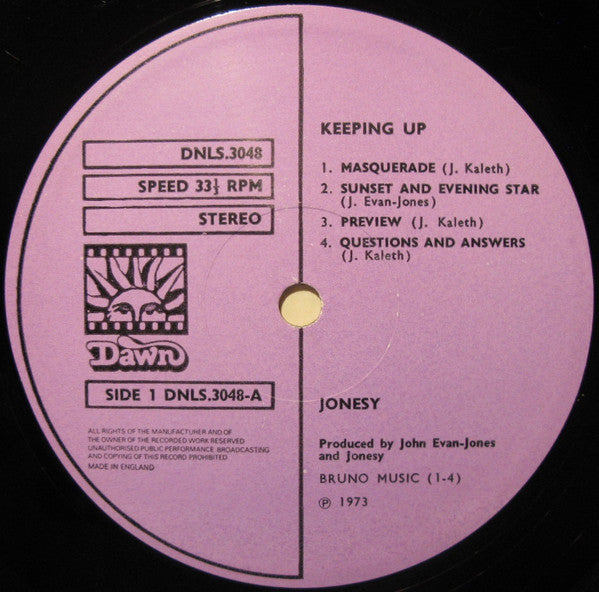 DNLS.3048
SPEED 33⅓ RPM
STEREO
Dawn
SIDE 1 DNLS.3048-A
ALL RIGHTS OF THE MANUFACTURER AND OF
THE OWNER OF THE RECORDED WORK RESERVED
UNAUTHORISED PUBLIC PERFORMANCE BROADCASTING
AND COPYING OF THIS RECORD PROHIBITED
MADE IN ENGLAND
KEEPING UP
1. MASQUERADE (J. Kaleth)
2. SUNSET AND EVENING STAR
(J. Evan-Jones)
3. PREVIEW (J. Kaleth)
4. QUESTIONS AND ANSWERS
(J. Kaleth)
JONESY
Produced by John Evan-Jones
and Jonesy
BRUNO MUSIC (1-4)
℗ 1973